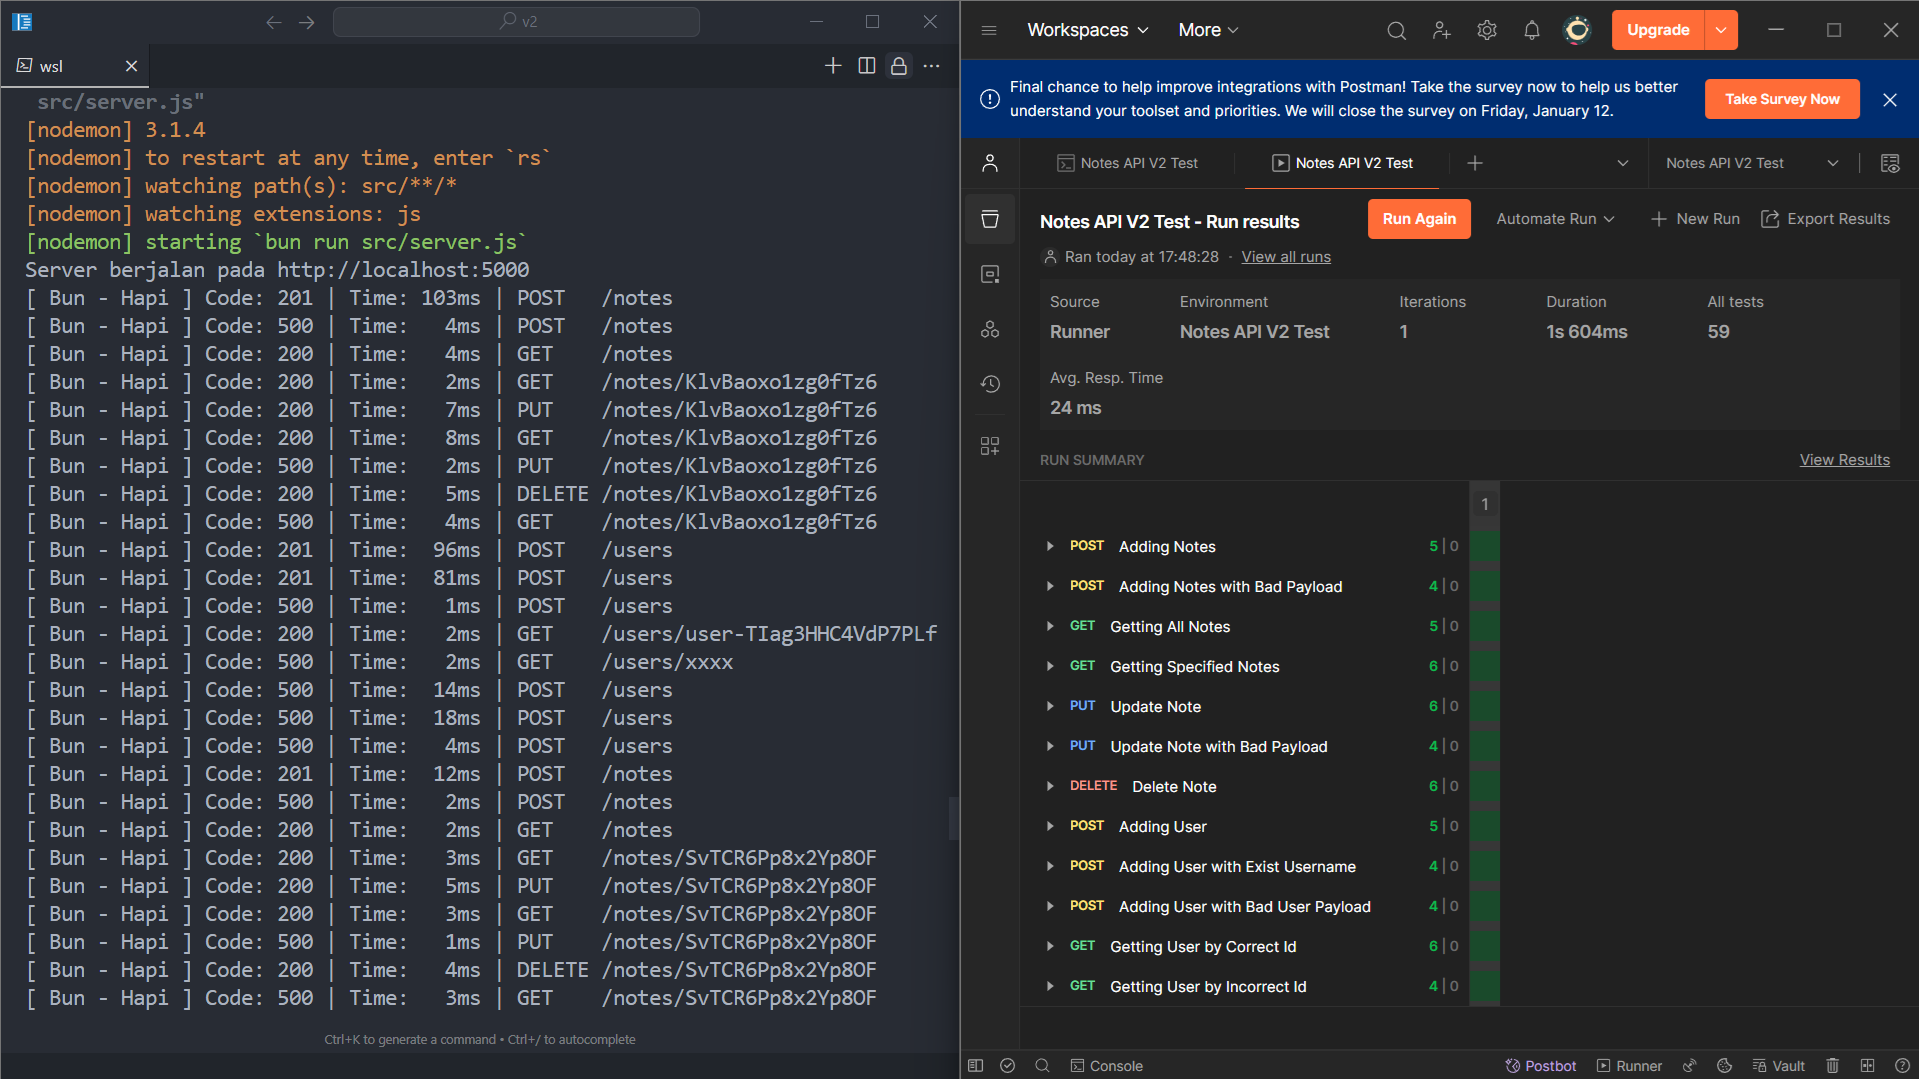 v2
wsl
src/server.js"
[nodemon] 3.1.4
[nodemon] to restart at any time, enter `rs`
[nodemon] watching path(s): src/**/*
[nodemon] watching extensions: js
[nodemon] starting `bun run src/server.js`
Server berjalan pada http://localhost:5000
[ Bun - Hapi ] Code: 201 | Time: 103ms | POST /notes
[ Bun - Hapi ] Code: 500 | Time: 4ms | POST /notes
[ Bun - Hapi ] Code: 200 | Time: 4ms | GET /notes
[ Bun - Hapi ] Code: 200 | Time: 2ms | GET /notes/KlvBaoxo1zg0fTz6
[ Bun - Hapi ] Code: 200 | Time: 7ms | PUT /notes/KlvBaoxo1zg0fTz6
[ Bun - Hapi ] Code: 200 | Time: 8ms | GET /notes/KlvBaoxo1zg0fTz6
[ Bun - Hapi ] Code: 500 | Time: 2ms | PUT /notes/KlvBaoxo1zg0fTz6
[ Bun - Hapi ] Code: 200 | Time: 5ms | DELETE /notes/KlvBaoxo1zg0fTz6
[ Bun - Hapi ] Code: 500 | Time: 4ms | GET /notes/KlvBaoxo1zg0fTz6
[ Bun - Hapi ] Code: 201 | Time: 96ms | POST /users
[ Bun - Hapi ] Code: 201 | Time: 81ms | POST /users
[ Bun - Hapi ] Code: 500 | Time: 1ms | POST /users
[ Bun - Hapi ] Code: 200 | Time: 2ms | GET /users/user-TIag3HHC4VdP7PLf
[ Bun - Hapi ] Code: 500 | Time: 2ms | GET /users/xxxx
[ Bun - Hapi ] Code: 500 | Time: 14ms | POST /users
[ Bun - Hapi ] Code: 500 | Time: 18ms | POST /users
[ Bun - Hapi ] Code: 500 | Time: 4ms | POST /users
[ Bun - Hapi ] Code: 201 | Time: 12ms | POST /notes
[ Bun - Hapi ] Code: 500 | Time: 2ms | POST /notes
[ Bun - Hapi ] Code: 200 | Time: 2ms | GET /notes
[ Bun - Hapi ] Code: 200 | Time: 3ms | GET /notes/SvTCR6Pp8x2Yp8OF
[ Bun - Hapi ] Code: 200 | Time: 5ms | PUT /notes/SvTCR6Pp8x2Yp8OF
[ Bun - Hapi ] Code: 200 | Time: 3ms | GET /notes/SvTCR6Pp8x2Yp8OF
[ Bun - Hapi ] Code: 500 | Time: 1ms | PUT /notes/SvTCR6Pp8x2Yp8OF
[ Bun - Hapi ] Code: 200 | Time: 4ms | DELETE /notes/SvTCR6Pp8x2Yp8OF
[ Bun - Hapi ] Code: 500 | Time: 3ms | GET /notes/SvTCR6Pp8x2Yp8OF
Ctrl+K to generate a command • Ctrl+/ to autocomplete
Workspaces More Upgrade
Final chance to help improve integrations with Postman! Take the survey now to help us better
understand your toolset and priorities. We will close the survey on Friday, January 12.
Take Survey Now
Notes API V2 Test Notes API V2 Test Notes API V2 Test
Notes API V2 Test - Run results Run Again Automate Run New Run Export Results
Ran today at 17:48:28 · View all runs
Source Environment Iterations Duration All tests
Runner Notes API V2 Test 1 1s 604ms 59
Avg. Resp. Time
24 ms
RUN SUMMARY View Results
1
POST Adding Notes 5 | 0
POST Adding Notes with Bad Payload 4 | 0
GET Getting All Notes 5 | 0
GET Getting Specified Notes 6 | 0
PUT Update Note 6 | 0
PUT Update Note with Bad Payload 4 | 0
DELETE Delete Note 6 | 0
POST Adding User 5 | 0
POST Adding User with Exist Username 4 | 0
POST Adding User with Bad User Payload 4 | 0
GET Getting User by Correct Id 6 | 0
GET Getting User by Incorrect Id 4 | 0
Console Postbot Runner Vault